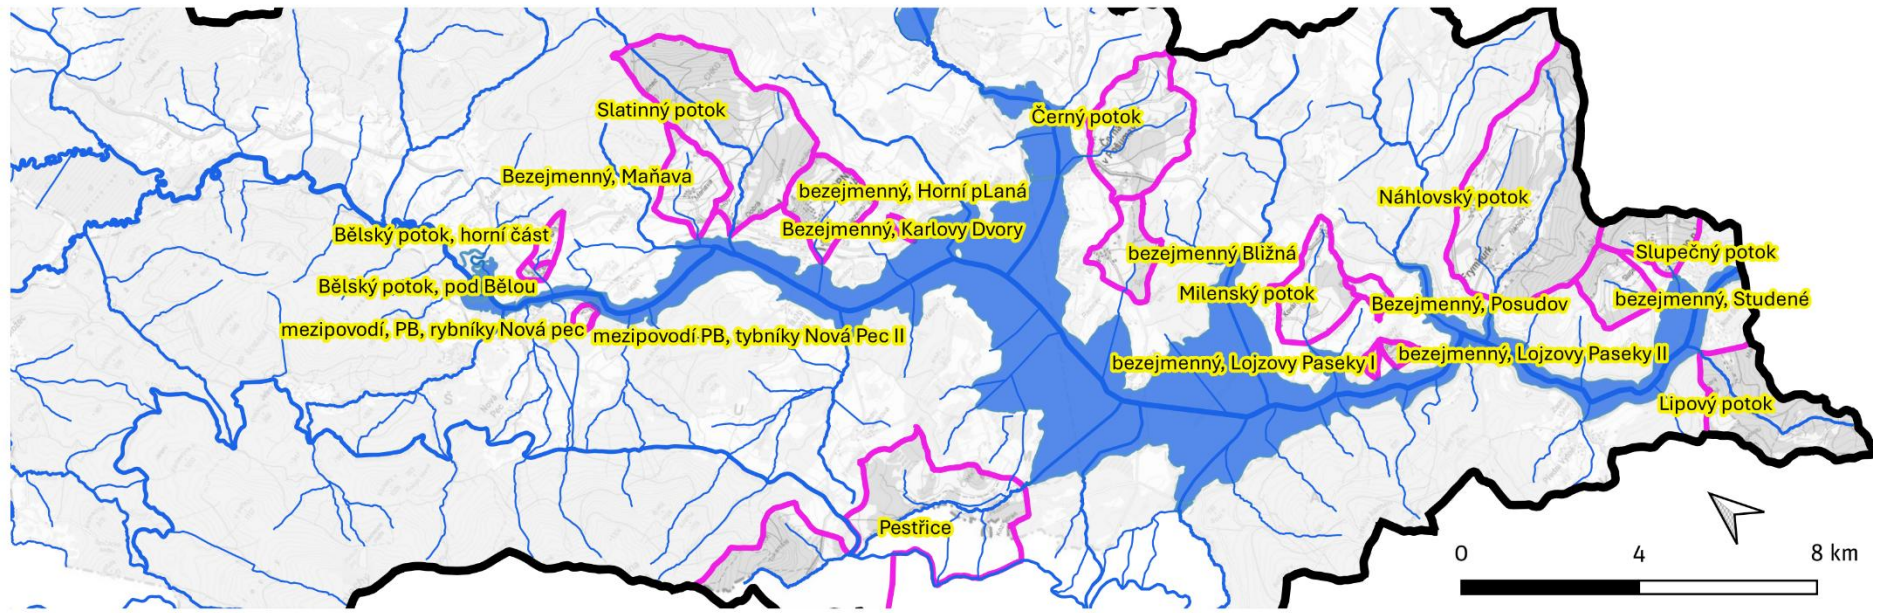 Slatinný potok
Černý potok
Bezejmenný, Maňava
bezejmenný, Horní pLaná
Náhlovský potok
Bělský potok, horní část
Bezejmenný, Karlovy Dvory
bezejmenný Bližná
Slupečný potok
Bělský potok, pod Bělou
Milenský potok
Bezejmenný, Posudov
bezejmenný, Studené
mezipovodí, PB, rybníky Nová pec
mezipovodí PB, tybníky Nová Pec II
bezejmenný, Lojzovy Paseky I
bezejmenný, Lojzovy Paseky II
Lipový potok
Pestřice
0 4 8 km